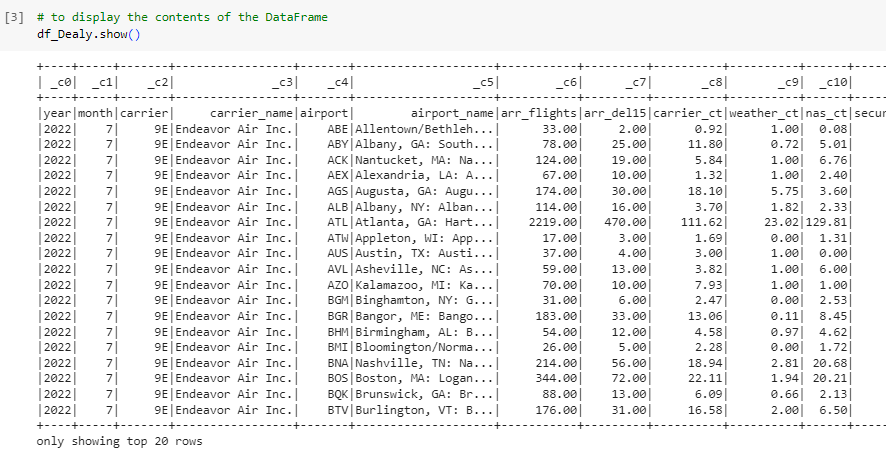 [3] # to display the contents of the DataFrame
df_Dealy.show()
+----+-----+-------+-----------------+-------+--------------------+-----------+---------+----------+----------+------+-----
| _c0| _c1| _c2| _c3| _c4| _c5| _c6| _c7| _c8| _c9| _c10|
+----+-----+-------+-----------------+-------+--------------------+-----------+---------+----------+----------+------+-----
|year|month|carrier| carrier_name|airport| airport_name|arr_flights|arr_del15|carrier_ct|weather_ct|nas_ct|secur
|2022| 7| 9E|Endeavor Air Inc.| ABE|Allentown/Bethleh...| 33.00| 2.00| 0.92| 1.00| 0.08|
|2022| 7| 9E|Endeavor Air Inc.| ABY|Albany, GA: South...| 78.00| 25.00| 11.80| 0.72| 5.01|
|2022| 7| 9E|Endeavor Air Inc.| ACK|Nantucket, MA: Na...| 124.00| 19.00| 5.84| 1.00| 6.76|
|2022| 7| 9E|Endeavor Air Inc.| AEX|Alexandria, LA: A...| 67.00| 10.00| 1.32| 1.00| 2.40|
|2022| 7| 9E|Endeavor Air Inc.| AGS|Augusta, GA: Augu...| 174.00| 30.00| 18.10| 5.75| 3.60|
|2022| 7| 9E|Endeavor Air Inc.| ALB|Albany, NY: Alban...| 114.00| 16.00| 3.70| 1.82| 2.33|
|2022| 7| 9E|Endeavor Air Inc.| ATL|Atlanta, GA: Hart...| 2219.00| 470.00| 111.62| 23.02|129.81|
|2022| 7| 9E|Endeavor Air Inc.| ATW|Appleton, WI: App...| 17.00| 3.00| 1.69| 0.00| 1.31|
|2022| 7| 9E|Endeavor Air Inc.| AUS|Austin, TX: Austi...| 37.00| 4.00| 3.00| 1.00| 0.00|
|2022| 7| 9E|Endeavor Air Inc.| AVL|Asheville, NC: As...| 59.00| 13.00| 3.82| 1.00| 6.00|
|2022| 7| 9E|Endeavor Air Inc.| AZO|Kalamazoo, MI: Ka...| 70.00| 10.00| 7.93| 1.00| 1.00|
|2022| 7| 9E|Endeavor Air Inc.| BGM|Binghamton, NY: G...| 31.00| 6.00| 2.47| 0.00| 2.53|
|2022| 7| 9E|Endeavor Air Inc.| BGR|Bangor, ME: Bango...| 183.00| 33.00| 13.06| 0.11| 8.45|
|2022| 7| 9E|Endeavor Air Inc.| BHM|Birmingham, AL: B...| 54.00| 12.00| 4.58| 0.97| 4.62|
|2022| 7| 9E|Endeavor Air Inc.| BMI|Bloomington/Norma...| 26.00| 5.00| 2.28| 0.00| 1.72|
|2022| 7| 9E|Endeavor Air Inc.| BNA|Nashville, TN: Na...| 214.00| 56.00| 18.94| 2.81| 20.68|
|2022| 7| 9E|Endeavor Air Inc.| BOS|Boston, MA: Logan...| 344.00| 72.00| 22.11| 1.94| 20.21|
|2022| 7| 9E|Endeavor Air Inc.| BQK|Brunswick, GA: Br...| 88.00| 13.00| 6.09| 0.66| 2.13|
|2022| 7| 9E|Endeavor Air Inc.| BTV|Burlington, VT: B...| 176.00| 31.00| 16.58| 2.00| 6.50|
+----+-----+-------+-----------------+-------+--------------------+-----------+---------+----------+----------+------+-----
only showing top 20 rows